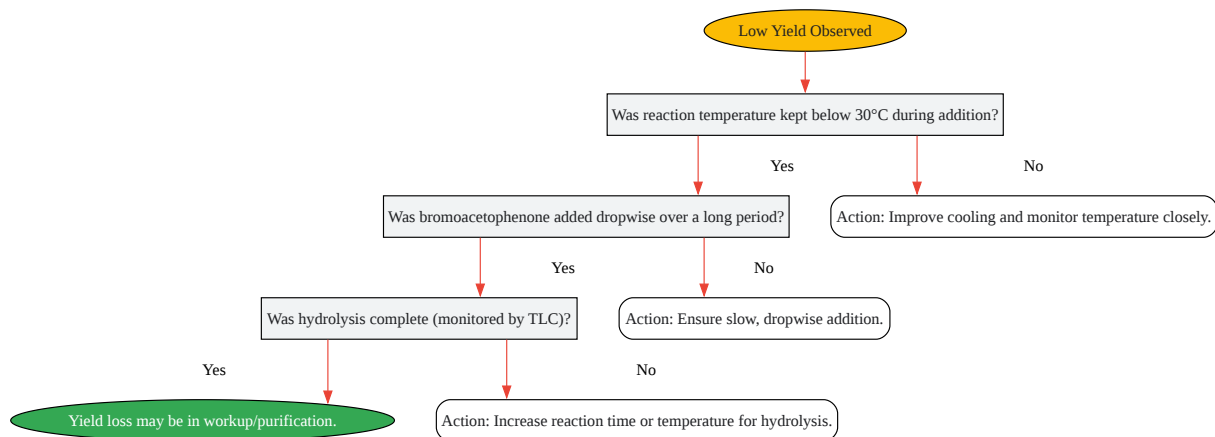 Low Yield Observed
Was reaction temperature kept below 30°C during addition?
Yes
No
Was bromoacetophenone added dropwise over a long period?
Action: Improve cooling and monitor temperature closely.
Yes
No
Was hydrolysis complete (monitored by TLC)?
Action: Ensure slow, dropwise addition.
Yes
No
Yield loss may be in workup/purification.
Action: Increase reaction time or temperature for hydrolysis.